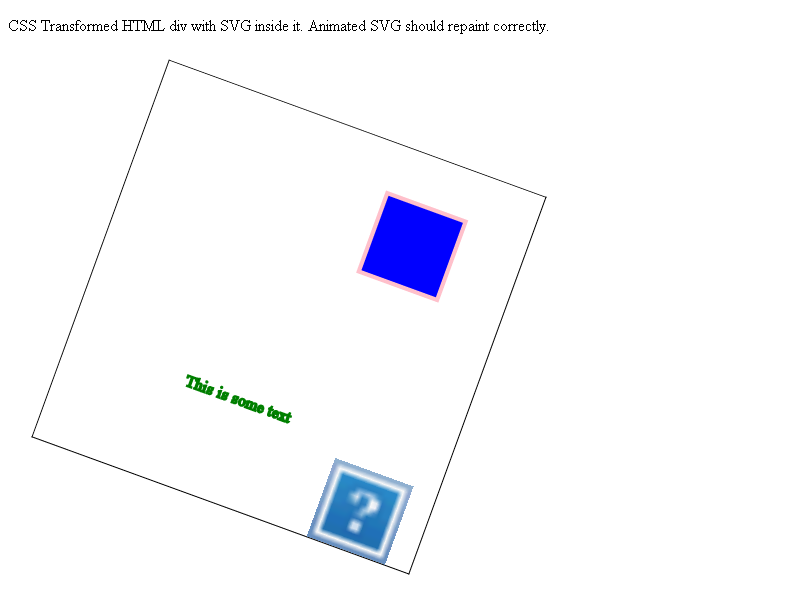 CSS Transformed HTML div with SVG inside it. Animated SVG should repaint correctly.
This is some text
?